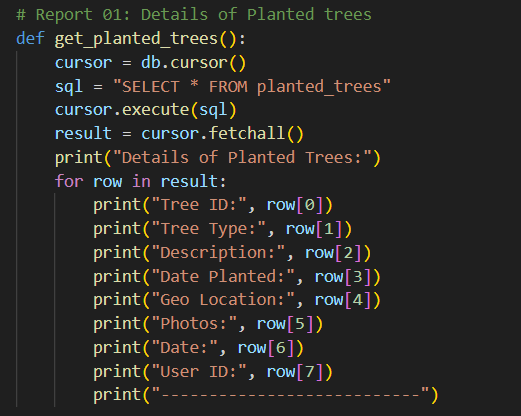 # Report 01: Details of Planted trees
def get_planted_trees():
    cursor = db.cursor()
    sql = "SELECT * FROM planted_trees"
    cursor.execute(sql)
    result = cursor.fetchall()
    print("Details of Planted Trees:")
    for row in result:
        print("Tree ID:", row[0])
        print("Tree Type:", row[1])
        print("Description:", row[2])
        print("Date Planted:", row[3])
        print("Geo Location:", row[4])
        print("Photos:", row[5])
        print("Date:", row[6])
        print("User ID:", row[7])
        print("---------------------------")